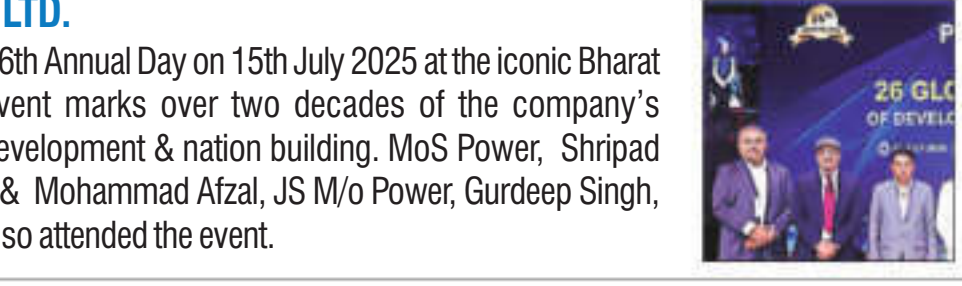 LTD.
6th Annual Day on 15th July 2025 at the iconic Bharat
vent marks over two decades of the company's
evelopment & nation building. MoS Power, Shripad
& Mohammad Afzal, JS M/o Power, Gurdeep Singh,
so attended the event.
P
26 GLO
OF DEVELO